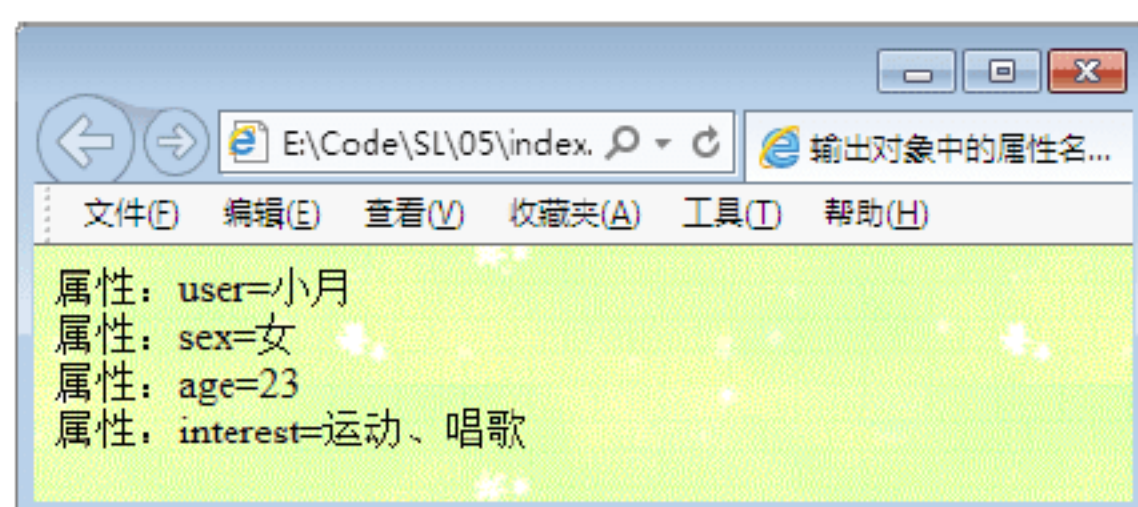 E:\Code\SL\05\index.
输出对象中的属性名...
文件(F) 编辑(E) 查看(V) 收藏夹(A) 工具(T) 帮助(H)
属性：user=小月
属性：sex=女
属性：age=23
属性：interest=运动、唱歌